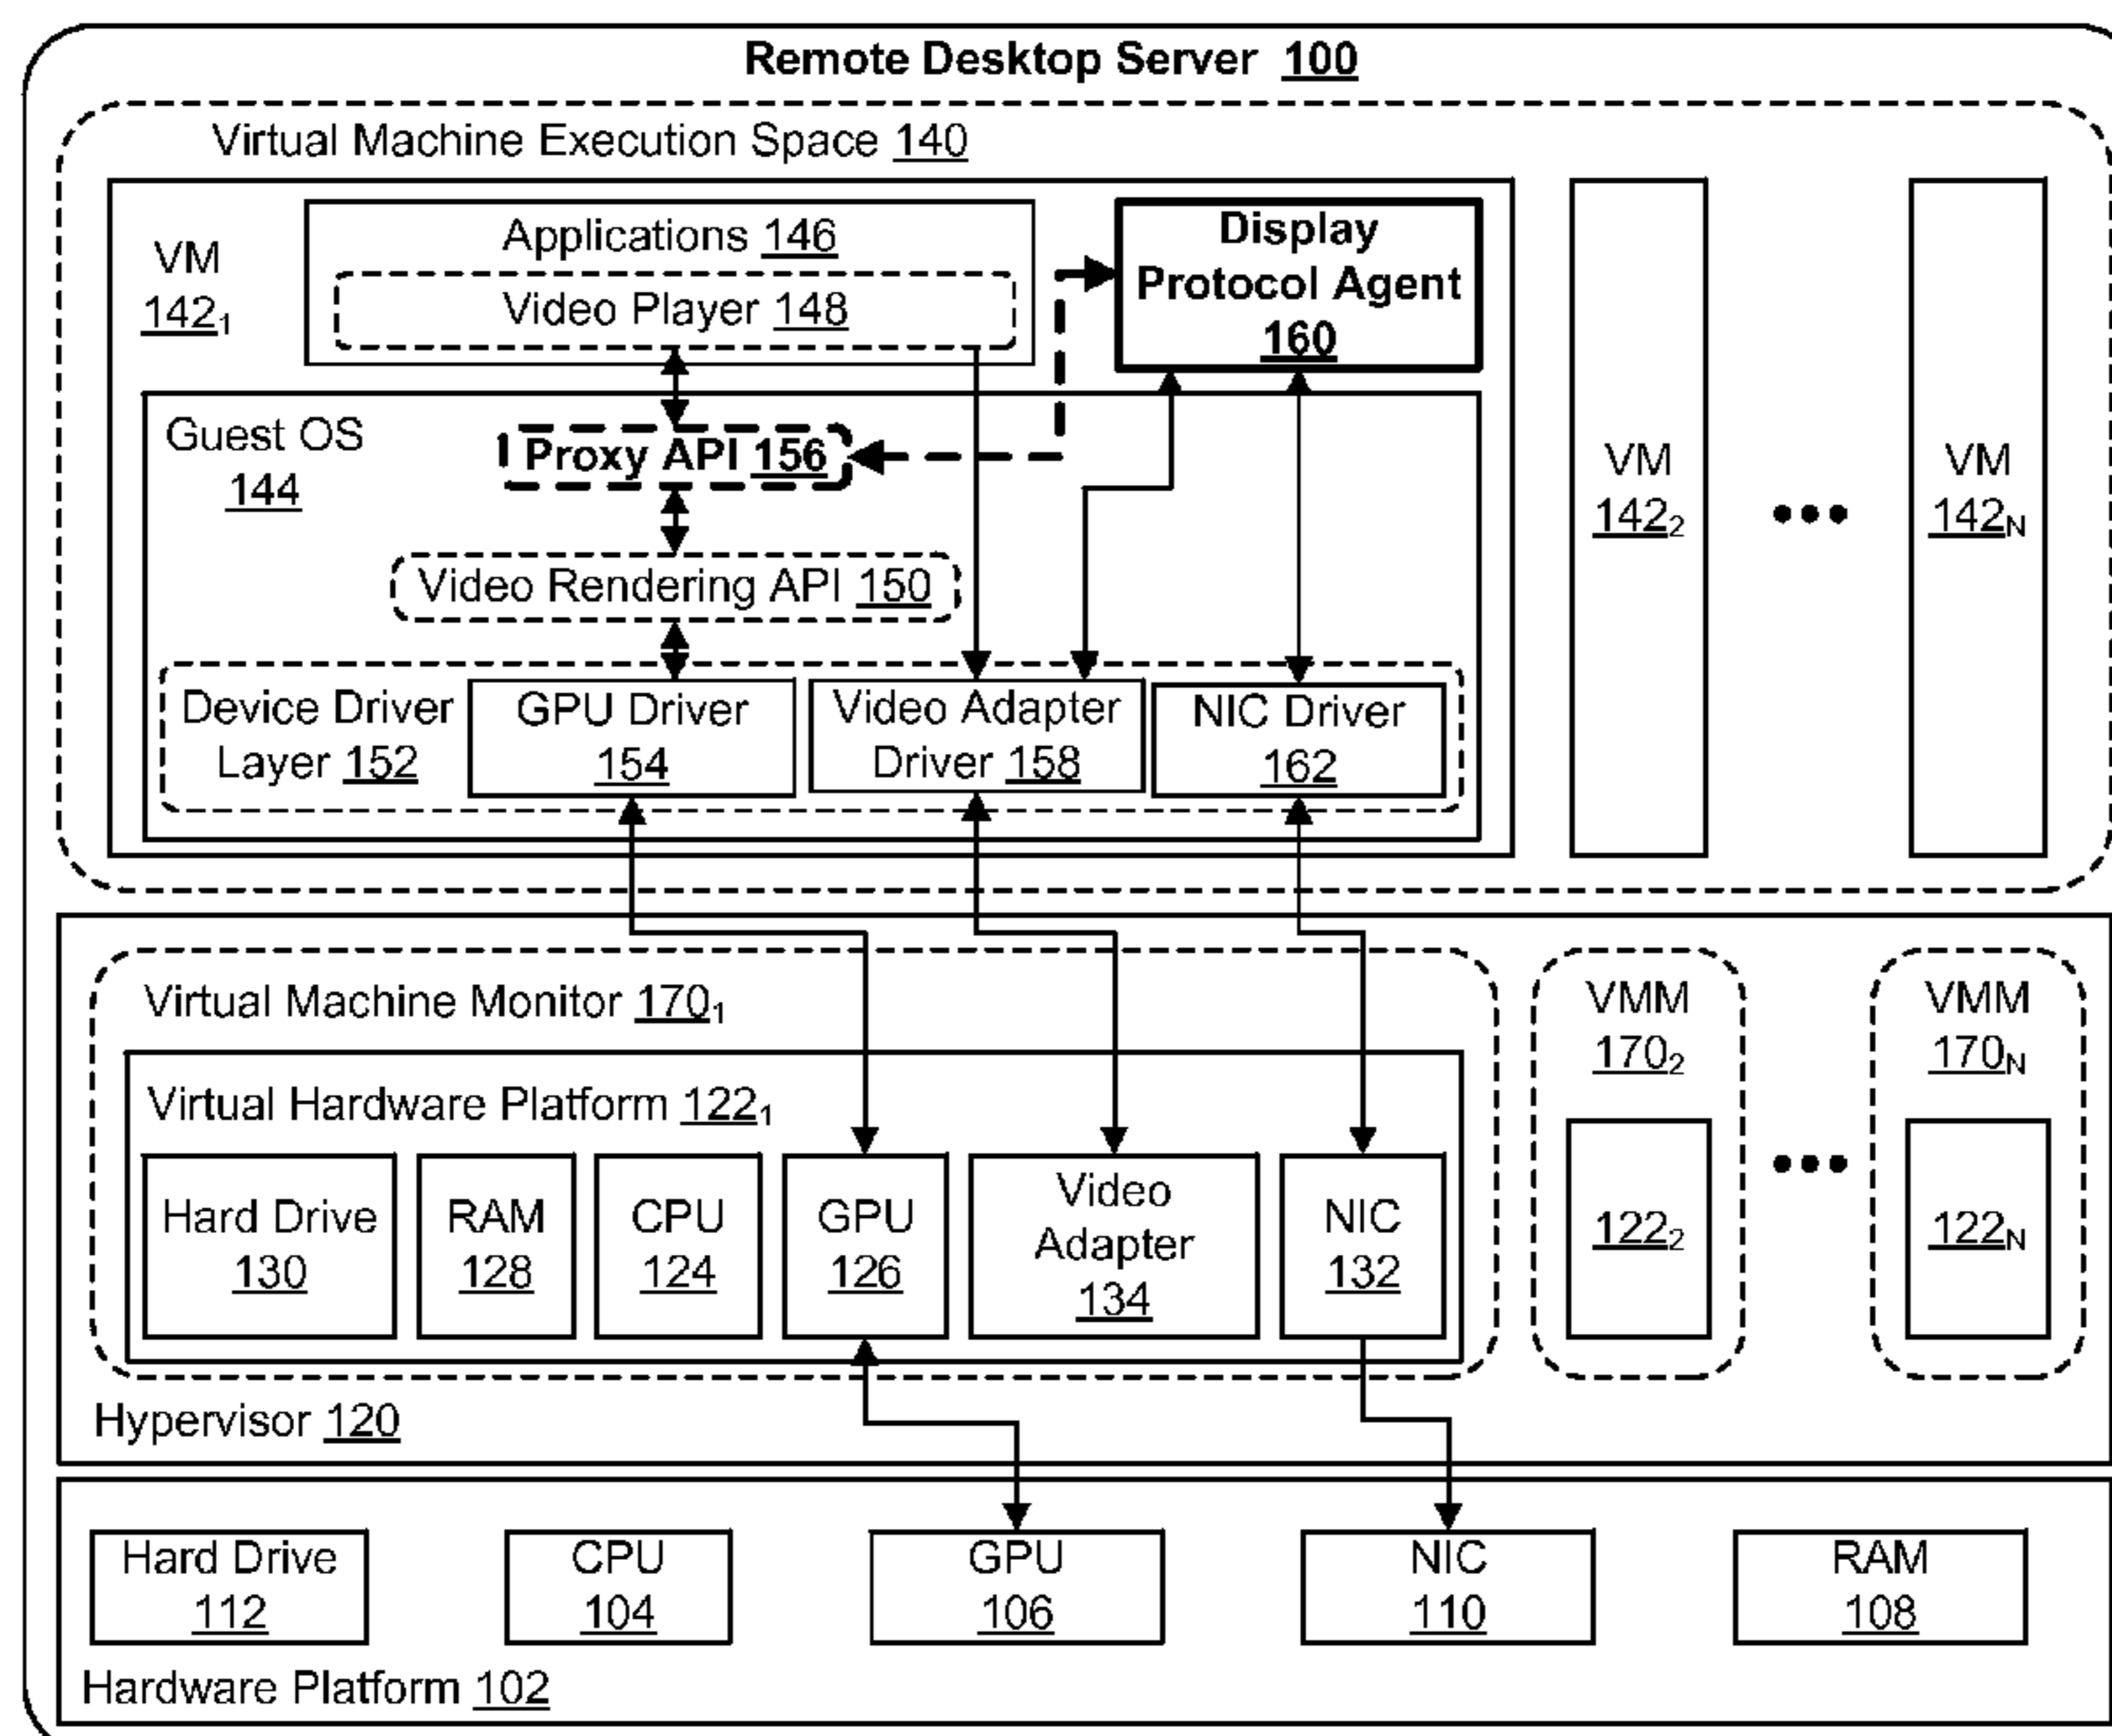 Remote Desktop Server 100
Virtual Machine Execution Space 140
VM
142₁
Applications 146
Video Player 148
Display
Protocol Agent
160
Guest OS
144
Proxy API 156
Video Rendering API 150
Device Driver
Layer 152
GPU Driver
154
Video Adapter
Driver 158
NIC Driver
162
VM
142₂
•••
VM
142N
Virtual Machine Monitor 170₁
Virtual Hardware Platform 122₁
Hard Drive
130
RAM
128
CPU
124
GPU
126
Video
Adapter
134
NIC
132
VMM
170₂
122₂
•••
VMM
170N
122N
Hypervisor 120
Hard Drive
112
CPU
104
GPU
106
NIC
110
RAM
108
Hardware Platform 102